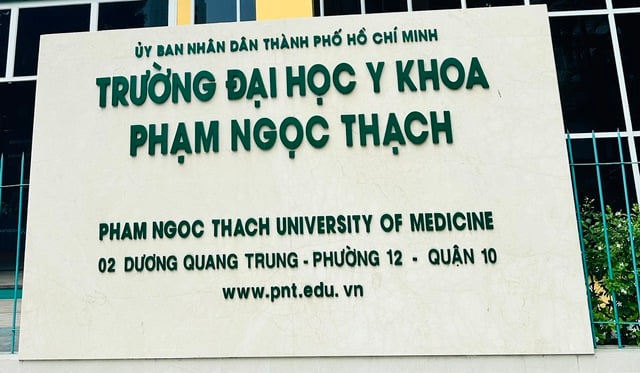 ỦY BAN NHÂN DÂN THÀNH PHỐ HỒ CHÍ MINH
TRƯỜNG ĐẠI HỌC Y KHOA
PHẠM NGỌC THẠCH
PHAM NGOC THACH UNIVERSITY OF MEDICINE
02 DƯƠNG QUANG TRUNG - PHƯỜNG 12 - QUẬN 10
www.pnt.edu. vn